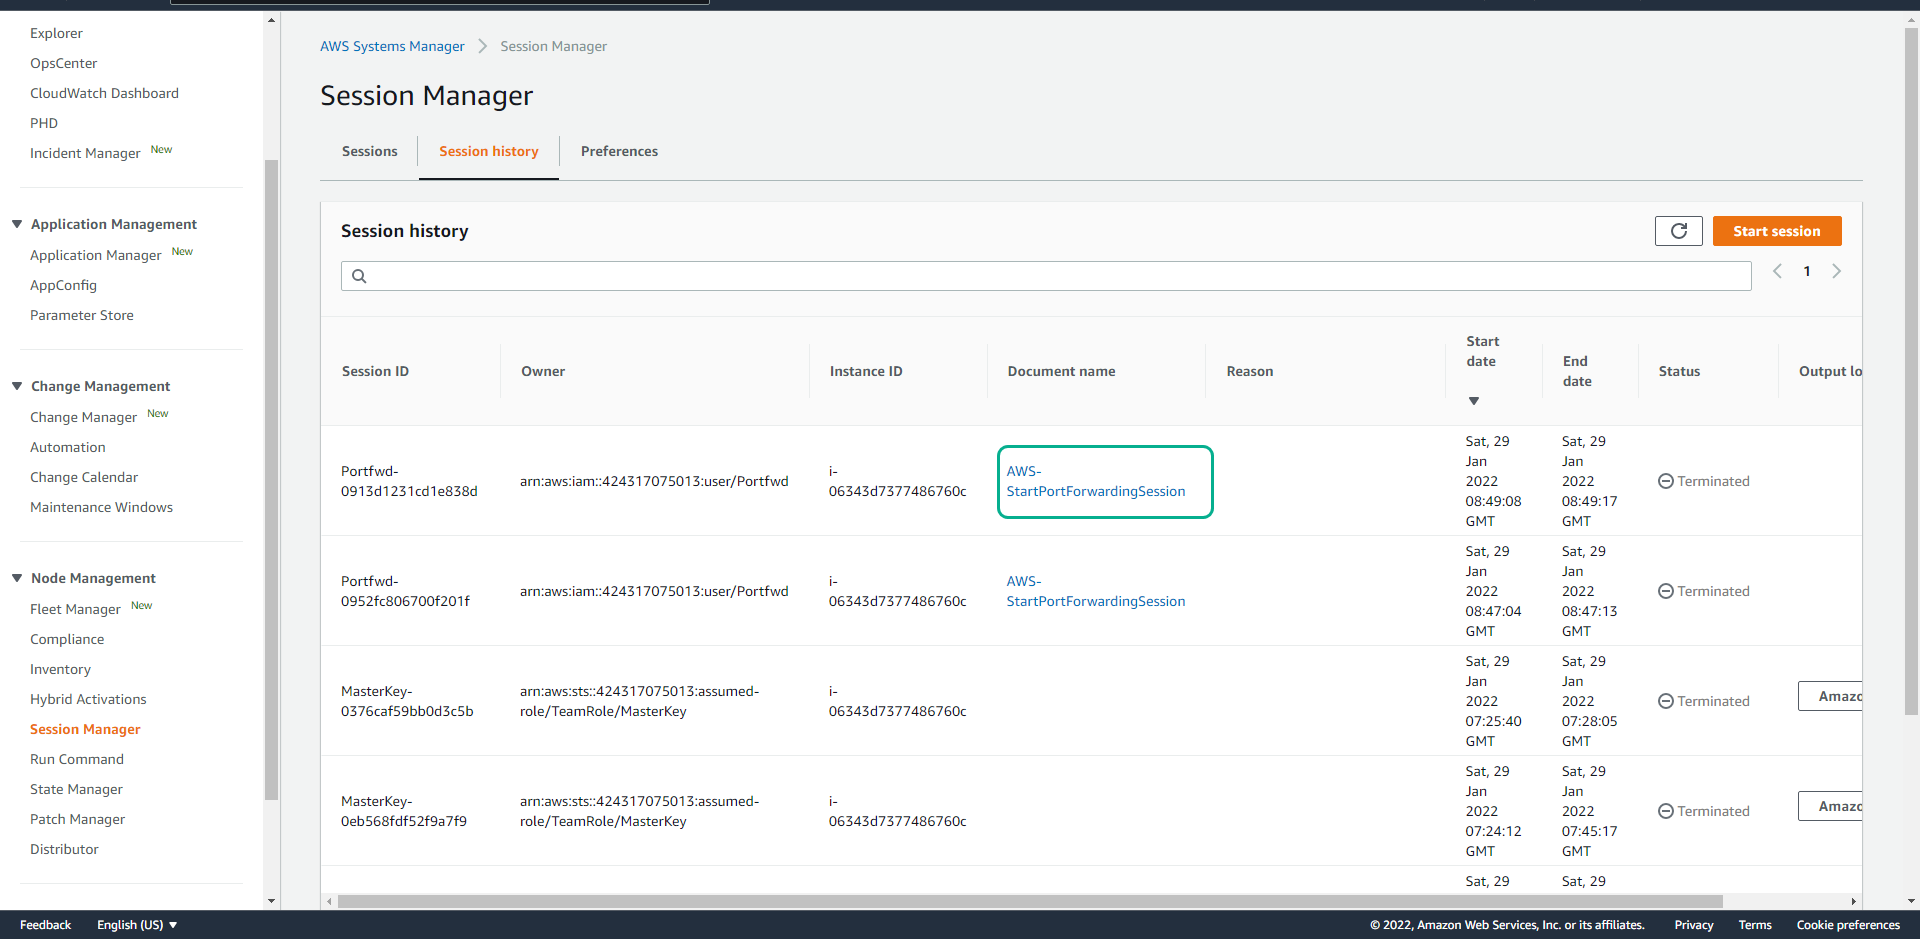 Explorer
OpsCenter
CloudWatch Dashboard
PHD
Incident Manager New
Application Management
Application Manager New
AppConfig
Parameter Store
Change Management
Change Manager New
Automation
Change Calendar
Maintenance Windows
Node Management
Fleet Manager New
Compliance
Inventory
Hybrid Activations
Session Manager
Run Command
State Manager
Patch Manager
Distributor
AWS Systems Manager Session Manager
Session Manager
Sessions Session history Preferences
Session history
Start session
1
Session ID
Owner
Instance ID
Document name
Reason
Start
date
End
date
Status
Output lo
Portfwd-
0913d1231cd1e838d
arn:aws:iam::424317075013:user/Portfwd
i-
06343d7377486760c
AWS-
StartPortForwardingSession
Sat, 29
Jan
2022
08:49:08
GMT
Sat, 29
Jan
2022
08:49:17
GMT
Terminated
Portfwd-
0952fc806700f201f
arn:aws:iam::424317075013:user/Portfwd
i-
06343d7377486760c
AWS-
StartPortForwardingSession
Sat, 29
Jan
2022
08:47:04
GMT
Sat, 29
Jan
2022
08:47:13
GMT
Terminated
MasterKey-
0376caf59bb0d3c5b
arn:aws:sts::424317075013:assumed-
role/TeamRole/MasterKey
i-
06343d7377486760c
Sat, 29
Jan
2022
07:25:40
GMT
Sat, 29
Jan
2022
07:28:05
GMT
Terminated
Amazo
MasterKey-
0eb568fdf52f9a7f9
arn:aws:sts::424317075013:assumed-
role/TeamRole/MasterKey
i-
06343d7377486760c
Sat, 29
Jan
2022
07:24:12
GMT
Sat, 29
Jan
2022
07:45:17
GMT
Terminated
Amazo
Sat, 29
Sat, 29
Feedback English (US)
© 2022, Amazon Web Services, Inc. or its affiliates. Privacy Terms Cookie preferences